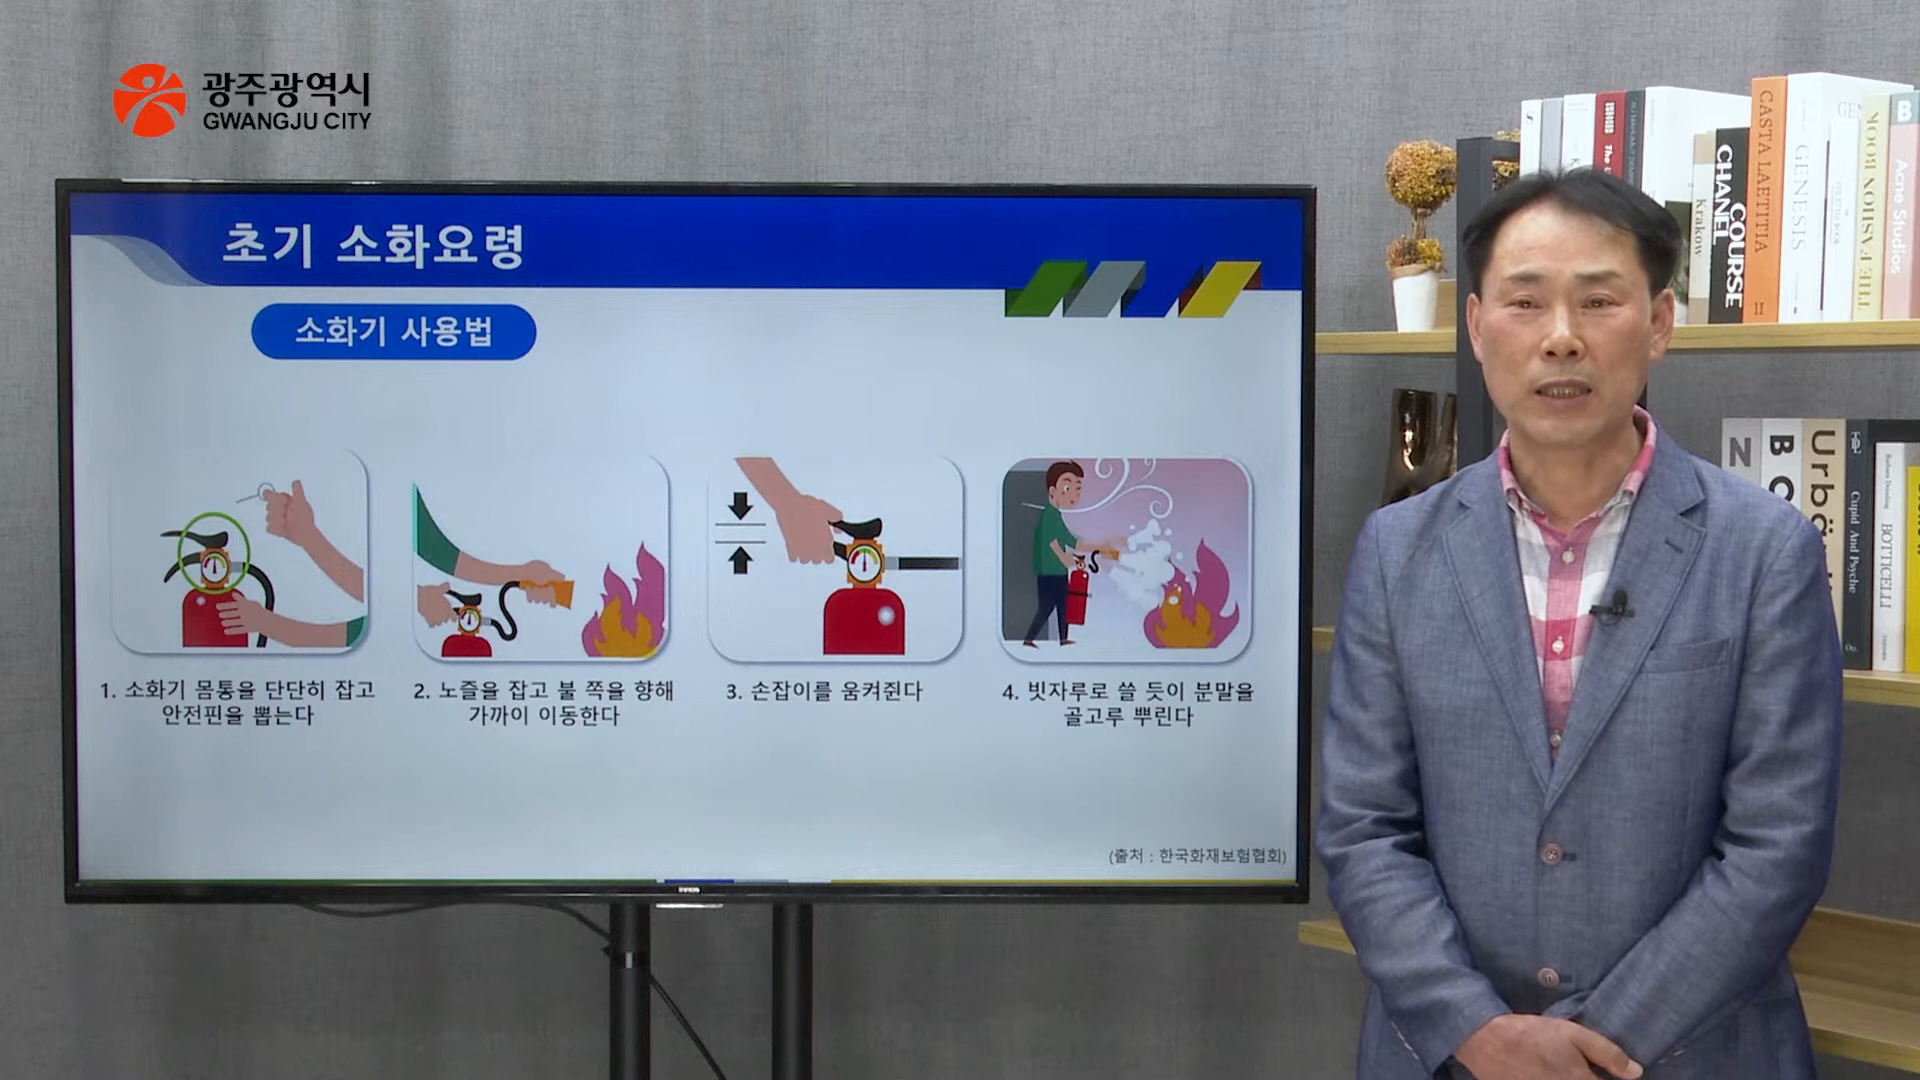 광주광역시
GWANGJU CITY
초기 소화요령
소화기 사용법
1. 소화기 몸통을 단단히 잡고
안전핀을 뽑는다
2. 노즐을 잡고 불 쪽을 향해
가까이 이동한다
3. 손잡이를 움켜쥔다
4. 빗자루로 쓸 듯이 분말을
골고루 뿌린다
(출처 : 한국화재보험협회)
Krakow
COURSE
CHANEL
CASTA LAETITIA
GENESIS
THE FASHION BOOK
Acne Studios
Cupid And Psyche
BOTTICELLI